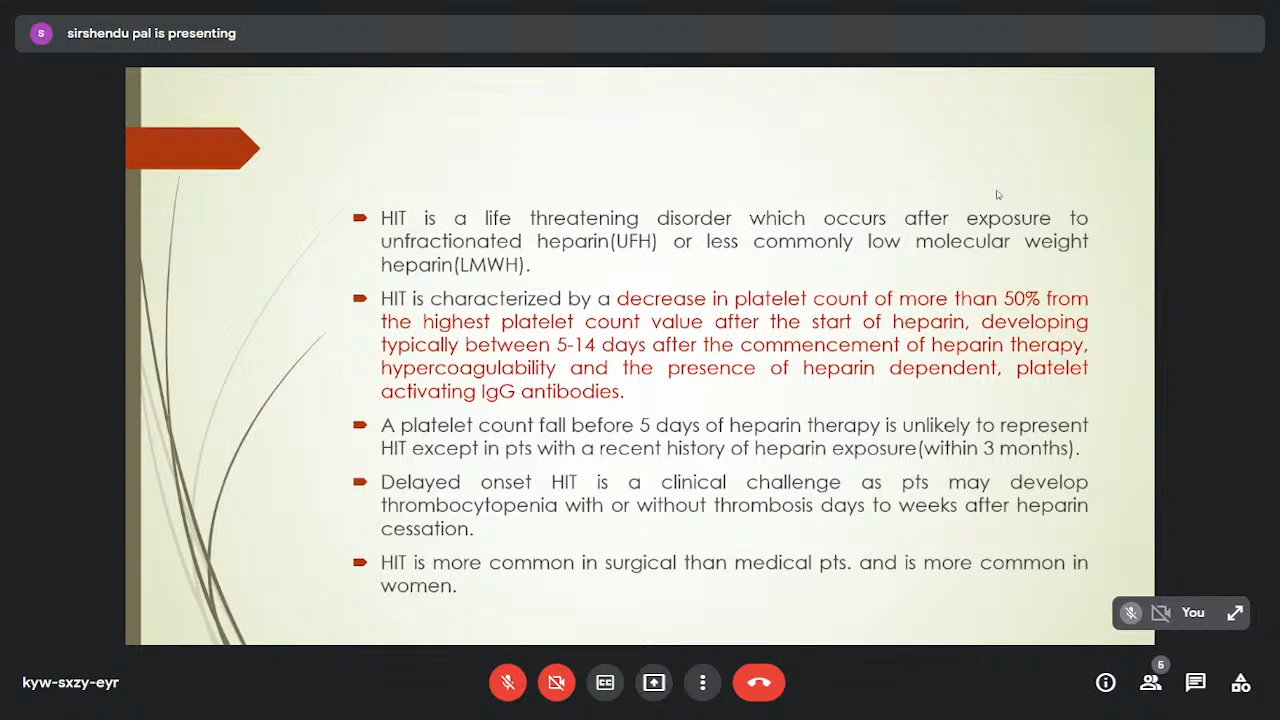 S sirshendu pal is presenting
HIT is a life threatening disorder which occurs after exposure to
unfractionated heparin(UFH) or less commonly low molecular weight
heparin(LMWH).
HIT is characterized by a decrease in platelet count of more than 50% from
the highest platelet count value after the start of heparin, developing
typically between 5-14 days after the commencement of heparin therapy,
hypercoagulability and the presence of heparin dependent, platelet
activating IgG antibodies.
A platelet count fall before 5 days of heparin therapy is unlikely to represent
HIT except in pts with a recent history of heparin exposure(within 3 months).
Delayed onset HIT is a clinical challenge as pts may develop
thrombocytopenia with or without thrombosis days to weeks after heparin
cessation.
HIT is more common in surgical than medical pts. and is more common in
women.
You
kyw-sxzy-eyr
CC
5